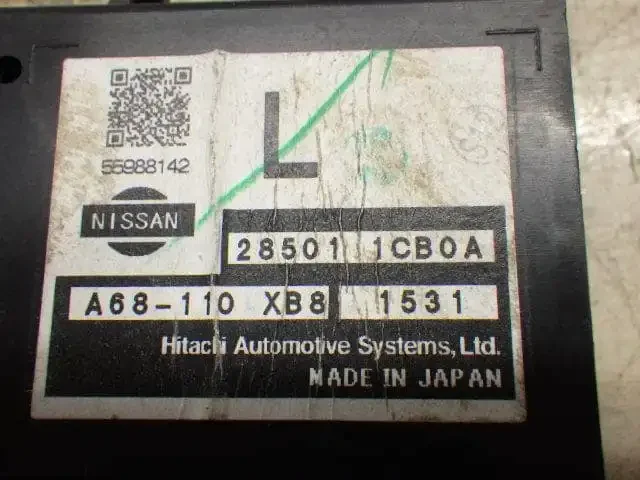 L
55988142
NISSAN
28501 1CB0A
A68-110 XB8 1531
Hitachi Automotive Systems, Ltd.
MADE IN JAPAN